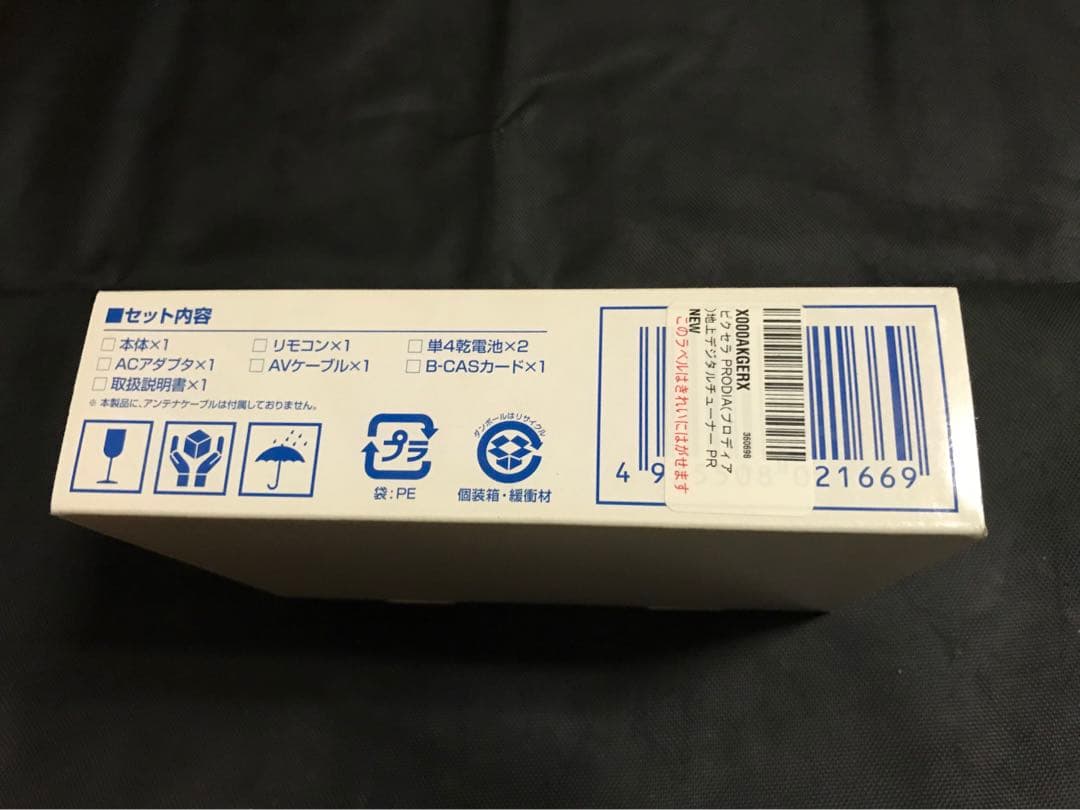 ■セット内容
□ 本体×1 □ リモコン×1 □ 単4乾電池×2
□ ACアダプタ×1 □ AVケーブル×1 □ B-CASカード×1
□ 取扱説明書×1
※ 本製品に、アンテナケーブルは付属しておりません。
プラ
袋:PE
ダンボールはリサイクル
個装箱・緩衝材
X000AKGERX
ピクセラ PRODIA(プロディア
)地上デジタルチューナー PR
NEW
このラベルはきれいにはがせます
360698
4 9 021669